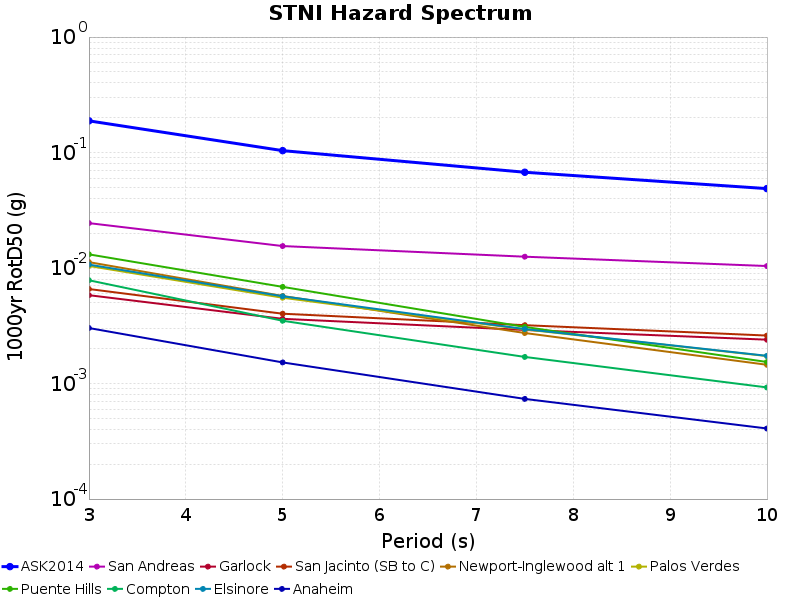 STNI Hazard Spectrum
10^0
10^-1
10^-2
10^-3
10^-4
1000yr RotD50 (g)
3 4 5 6 7 8 9 10
Period (s)
ASK2014 San Andreas Garlock San Jacinto (SB to C) Newport-Inglewood alt 1 Palos Verdes
Puente Hills Compton Elsinore Anaheim